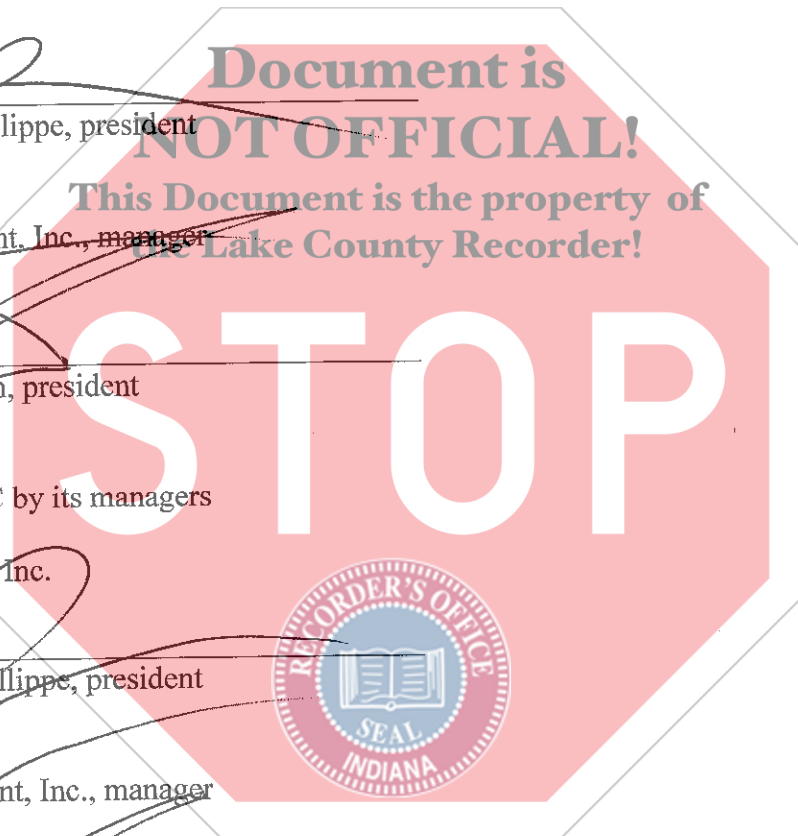 Document is
lippe, president
NOT OFFICIAL!
This Document is the property of
nt, Inc., manager
the Lake County Recorder!
STOP
president
by its managers
Inc.
RECORDER'S OFFICE
llippe, president
SEAL
INDIANA
nt, Inc., manager